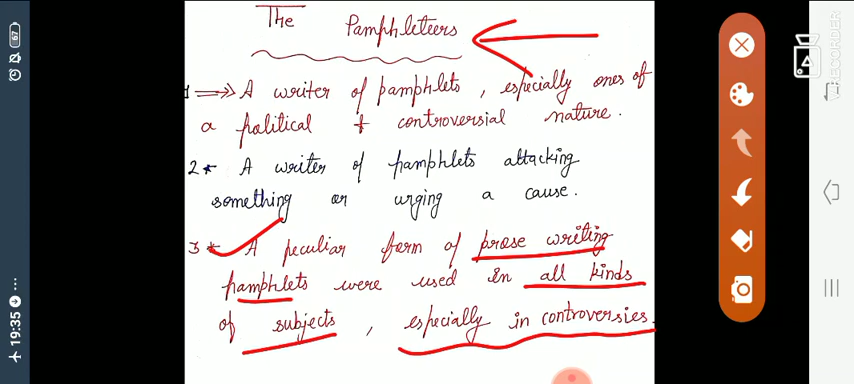 The Pamphleteers
1 A writer of pamphlets, especially ones of
a political + controversial nature.
2* A writer of pamphlets attacking
something or urging a cause.
3* A peculiar form of prose writing
pamphlets were used in all kinds
of subjects, especially in controversies.
19:35
67
RECORDER